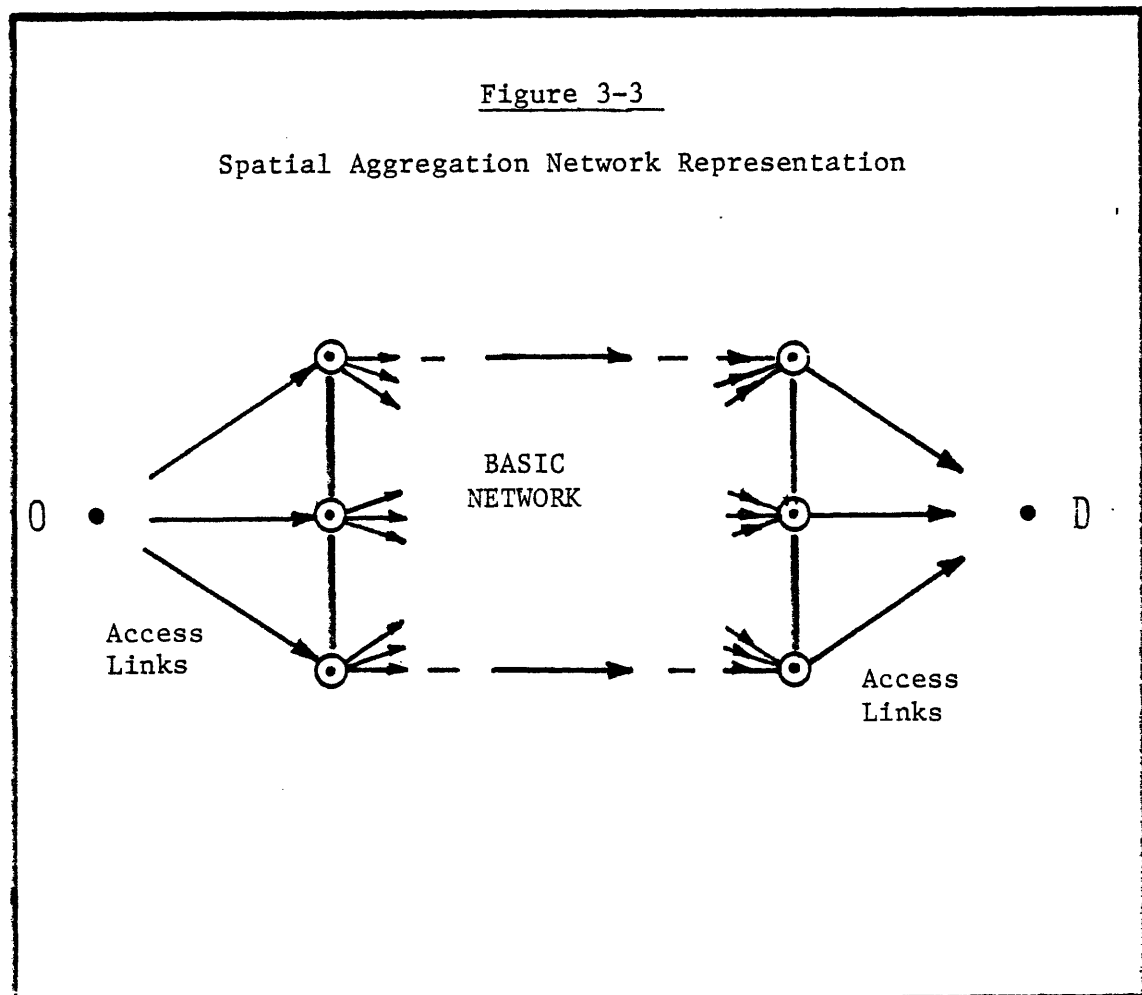 Figure 3-3
Spatial Aggregation Network Representation
BASIC
NETWORK
O
D
Access
Links
Access
Links